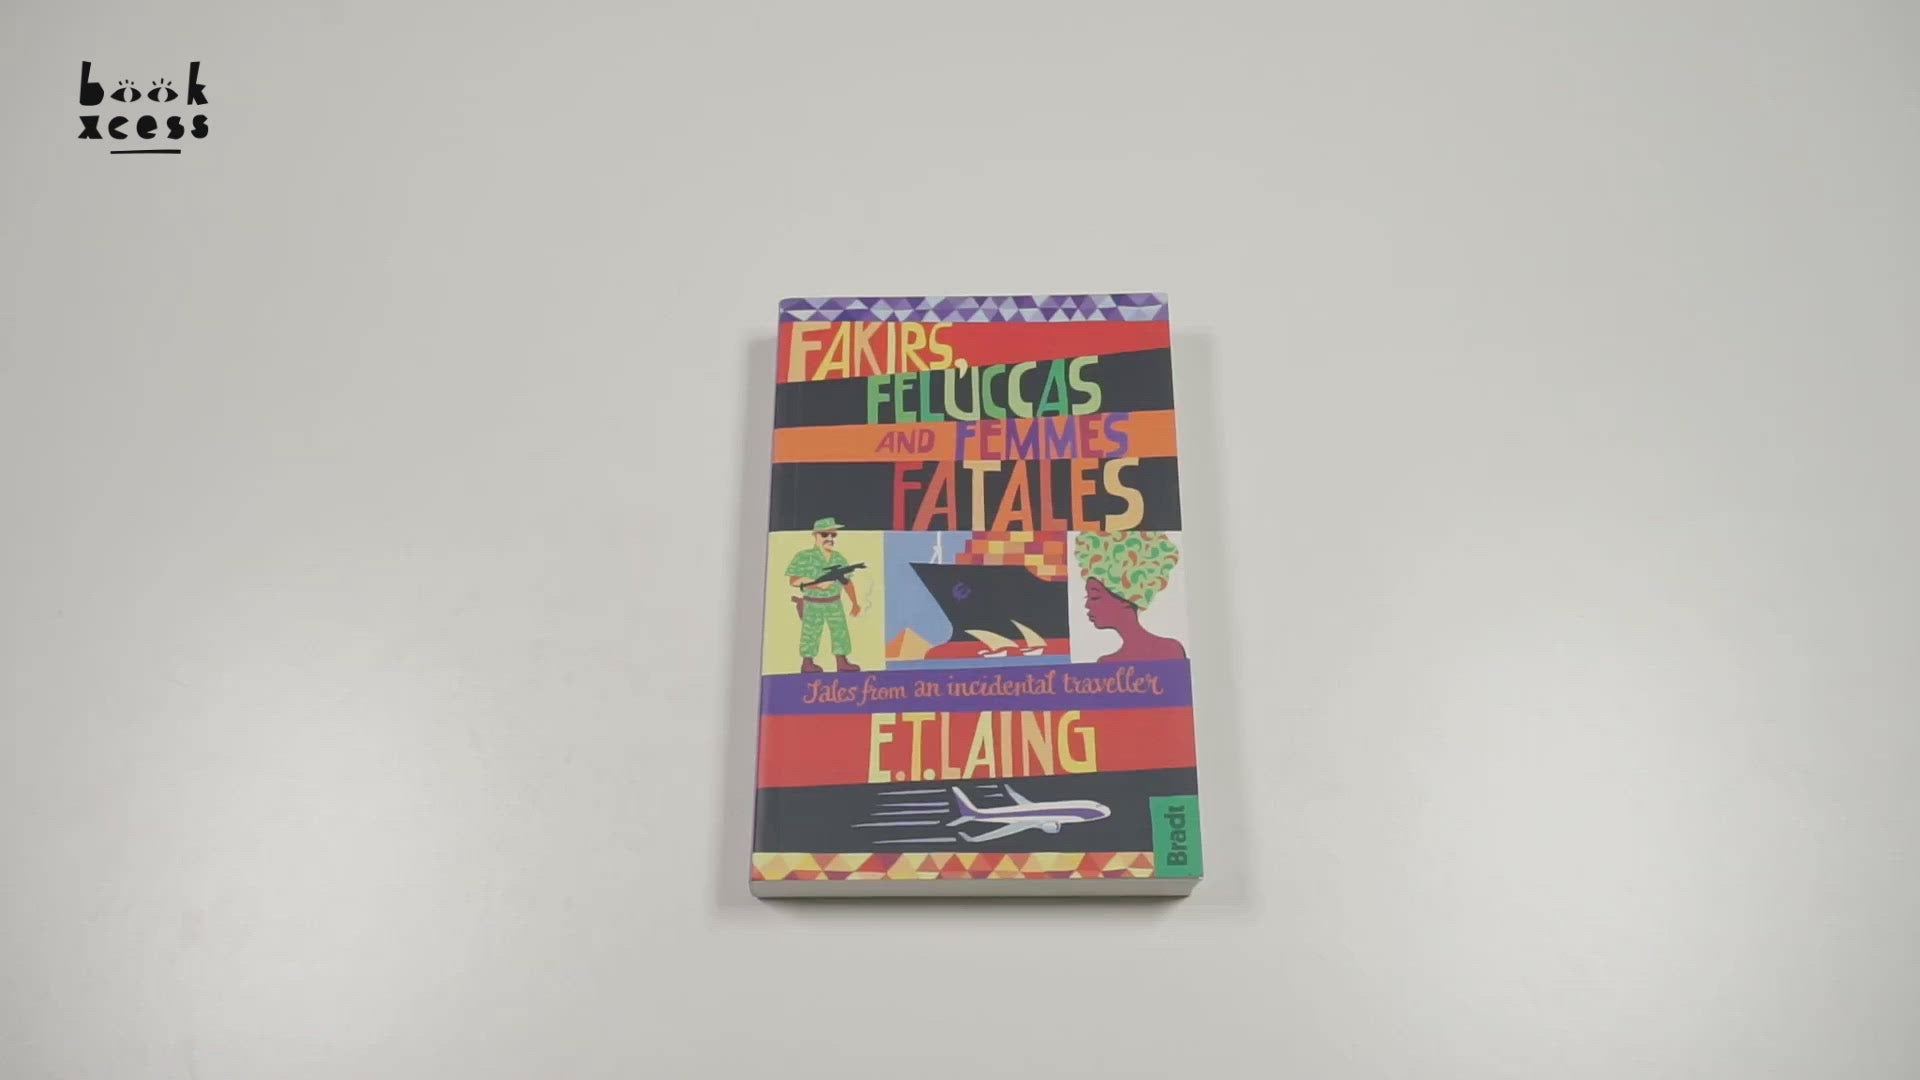 book
xcess
FAKIRS,
FELUCCAS
AND FEMMES
FATALES
Tales from an incidental traveller
E.T.LAING
Bradt